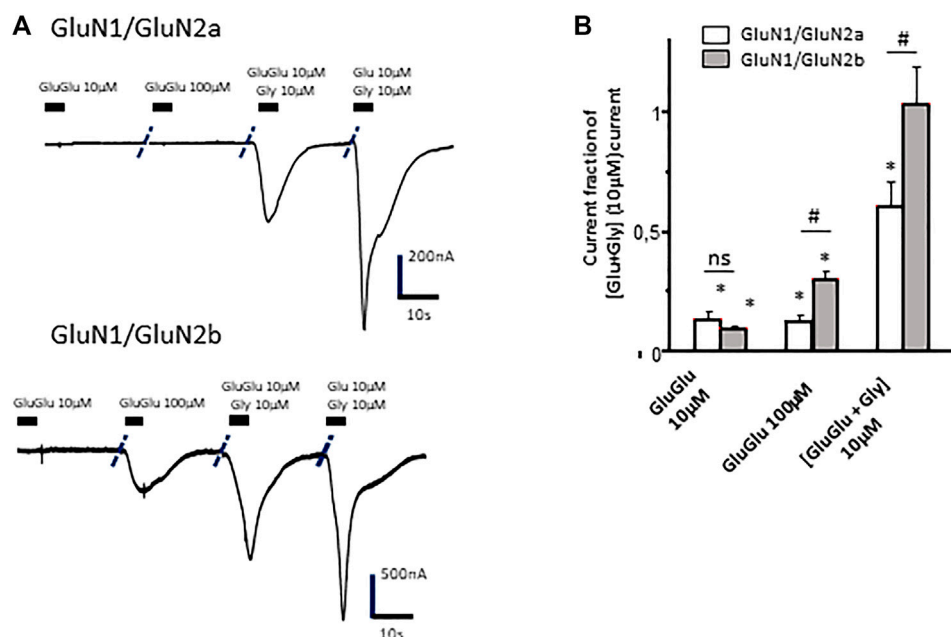 A GluN1/GluN2a
GluGlu 10µM
GluGlu 100µM
GluGlu 10µM
Gly 10µM
Glu 10µM
Gly 10µM
200nA
10s
GluN1/GluN2b
GluGlu 10µM
GluGlu 100µM
GluGlu 10µM
Gly 10µM
Glu 10µM
Gly 10µM
500nA
10s
B
GluN1/GluN2a
GluN1/GluN2b
Current fraction of
[Glu+Gly] (10µM)current
1
0,5
0
ns
*
*
#
*
*
#
*
GluGlu
10µM
GluGlu 100µM
[GluGlu + Gly]
10µM